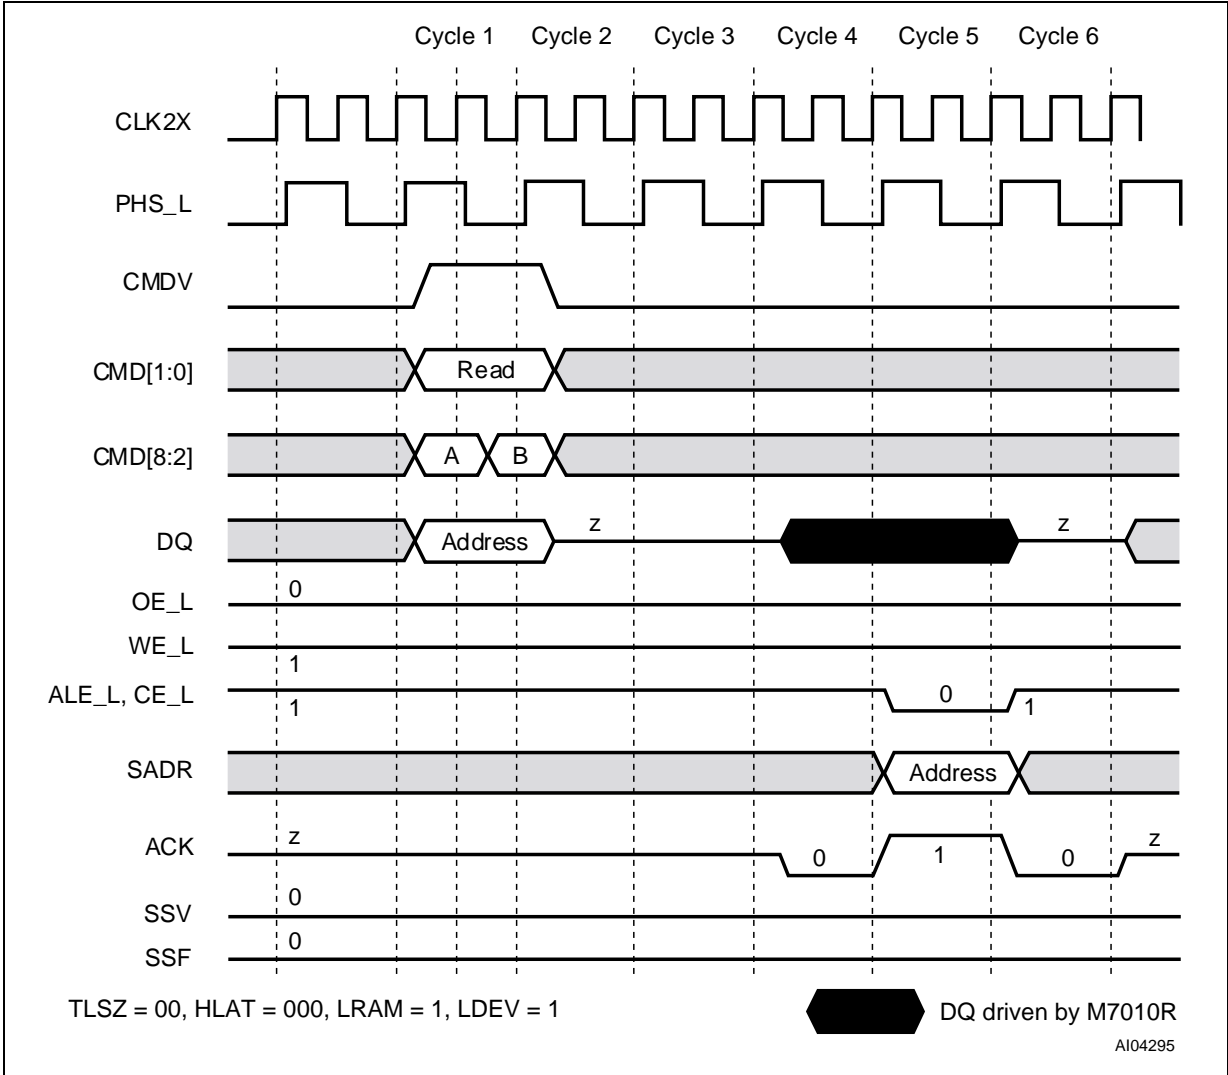 Cycle 1 Cycle 2 Cycle 3 Cycle 4 Cycle 5 Cycle 6
CLK2X
PHS_L
CMDV
CMD[1:0] Read
CMD[8:2] A B
DQ Address z z
OE_L 0
WE_L 1
ALE_L, CE_L 1 0 1
SADR Address
ACK z 0 1 0 z
SSV 0
SSF 0
TLSZ = 00, HLAT = 000, LRAM = 1, LDEV = 1
DQ driven by M7010R
AI04295